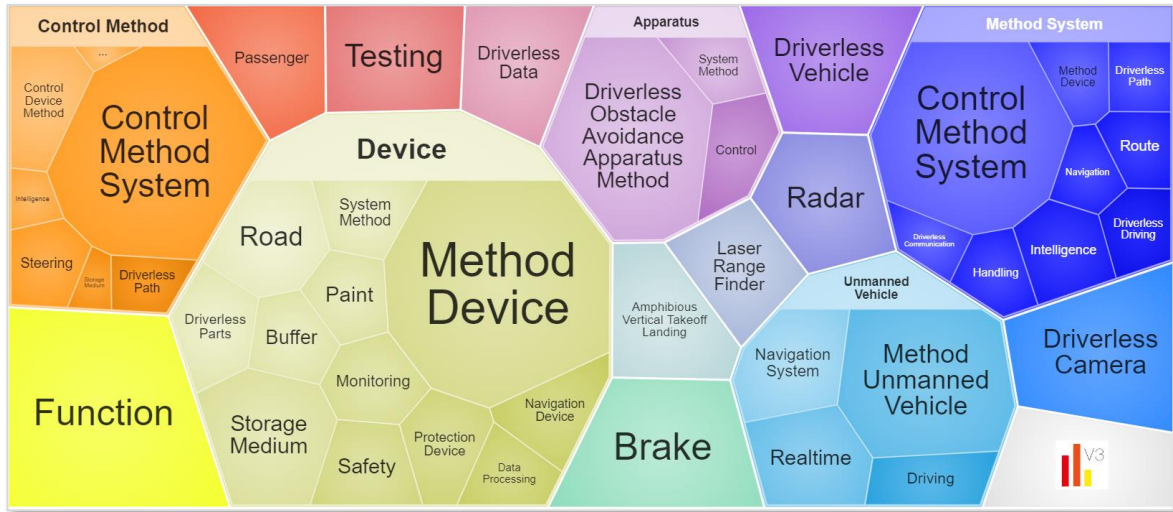 Control Method
...
Control
Device
Method
Control
Method
System
Intelligence
Steering
Storage
Medium
Driverless
Path
Function
Passenger
Testing
Driverless
Data
Device
Road
System
Method
Method
Device
Paint
Driverless
Parts
Buffer
Monitoring
Storage
Medium
Safety
Protection
Device
Navigation
Device
Data
Processing
Apparatus
Driverless
Obstacle
Avoidance
Apparatus
Method
System
Method
Control
Driverless
Vehicle
Radar
Laser
Range
Finder
Amphibious
Vertical Takeoff
Landing
Brake
Unmanned
Vehicle
Navigation
System
Method
Unmanned
Vehicle
Realtime
Driving
Method System
Control
Method
System
Method
Device
Driverless
Path
Route
Navigation
Driverless
Driving
Intelligence
Handling
Driverless
Communication
Driverless
Camera
V3